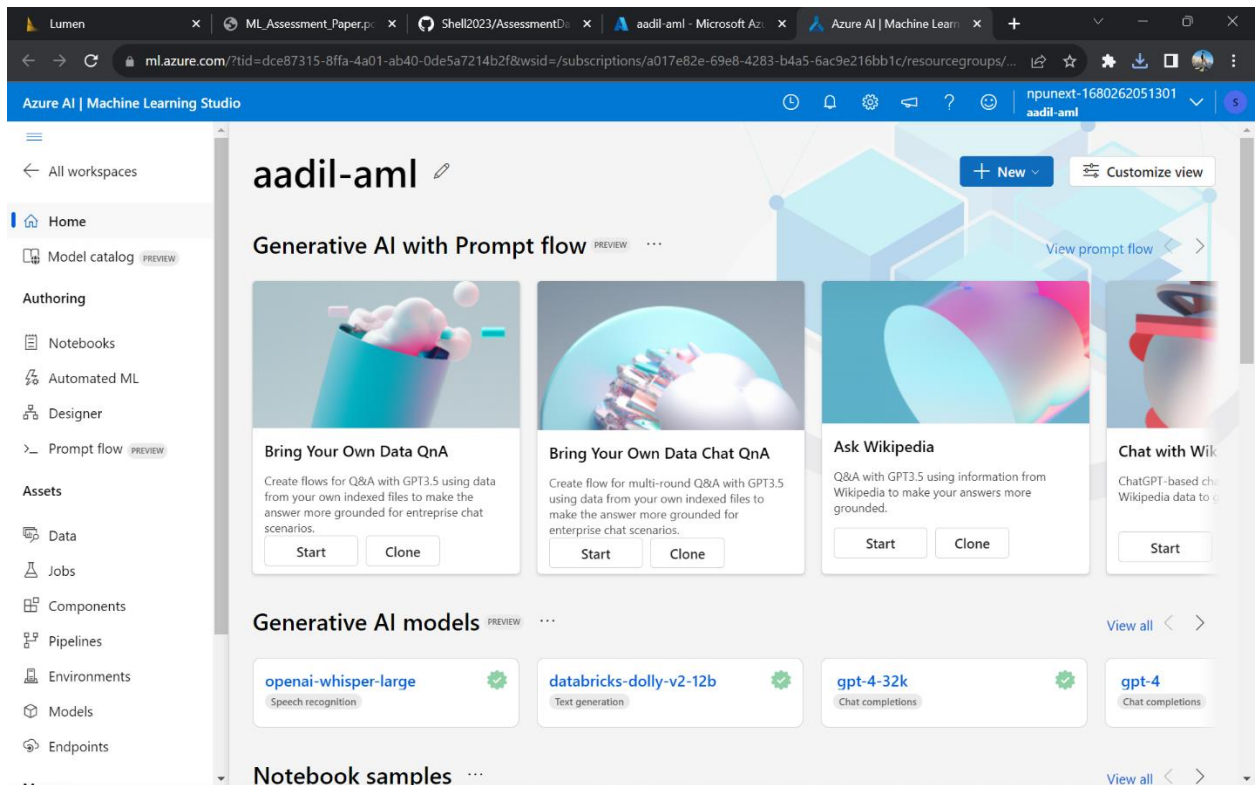 Lumen
ML_Assessment_Paper.pc
Shell2023/AssessmentDa
aadil-aml - Microsoft Az
Azure AI | Machine Learn
ml.azure.com/?tid=dce87315-8ffa-4a01-ab40-0de5a7214b2f&wsid=/subscriptions/a017e82e-69e8-4283-b4a5-6ac9e216bb1c/resourcegroups/...
Azure AI | Machine Learning Studio
npunext-1680262051301
aadil-aml
S
All workspaces
Home
Model catalog PREVIEW
Authoring
Notebooks
Automated ML
Designer
Prompt flow PREVIEW
Assets
Data
Jobs
Components
Pipelines
Environments
Models
Endpoints
aadil-aml
+ New
Customize view
Generative AI with Prompt flow PREVIEW ...
View prompt flow
Bring Your Own Data QnA
Create flows for Q&A with GPT3.5 using data
from your own indexed files to make the
answer more grounded for entreprise chat
scenarios.
Start Clone
Bring Your Own Data Chat QnA
Create flow for multi-round Q&A with GPT3.5
using data from your own indexed files to
make the answer more grounded for
enterprise chat scenarios.
Start Clone
Ask Wikipedia
Q&A with GPT3.5 using information from
Wikipedia to make your answers more
grounded.
Start Clone
Chat with Wik
ChatGPT-based ch
Wikipedia data to g
Start
Generative AI models PREVIEW ...
View all
openai-whisper-large
Speech recognition
databricks-dolly-v2-12b
Text generation
gpt-4-32k
Chat completions
gpt-4
Chat completions
Notebook samples ...
View all